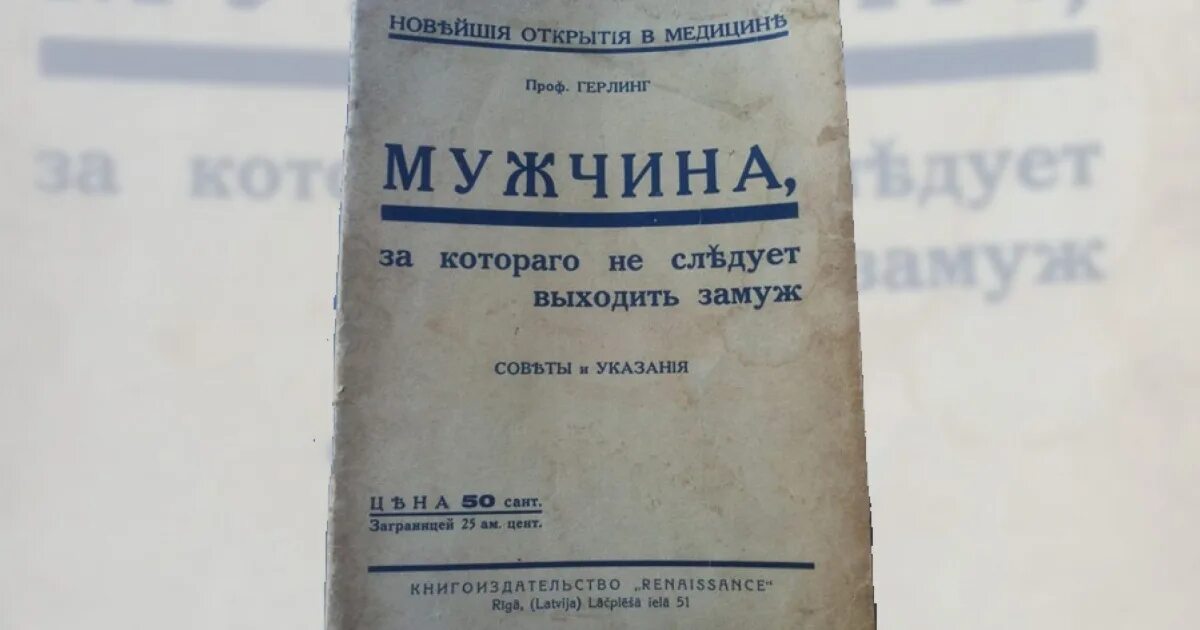 НОВѢЙШІЯ ОТКРЫТІЯ В МЕДИЦИНѢ
Проф. ГЕРЛИНГ
МУЖЧИНА,
за котораго не слѣдует
выходить замуж
СОВѢТЫ и УКАЗАНІЯ
ЦѢНА 50 сант.
Заграницей 25 ам. цент.
КНИГОИЗДАТЕЛЬСТВО „RENAISSANCE"
Rīgā, (Latvija) Lāčplēša ielā 51